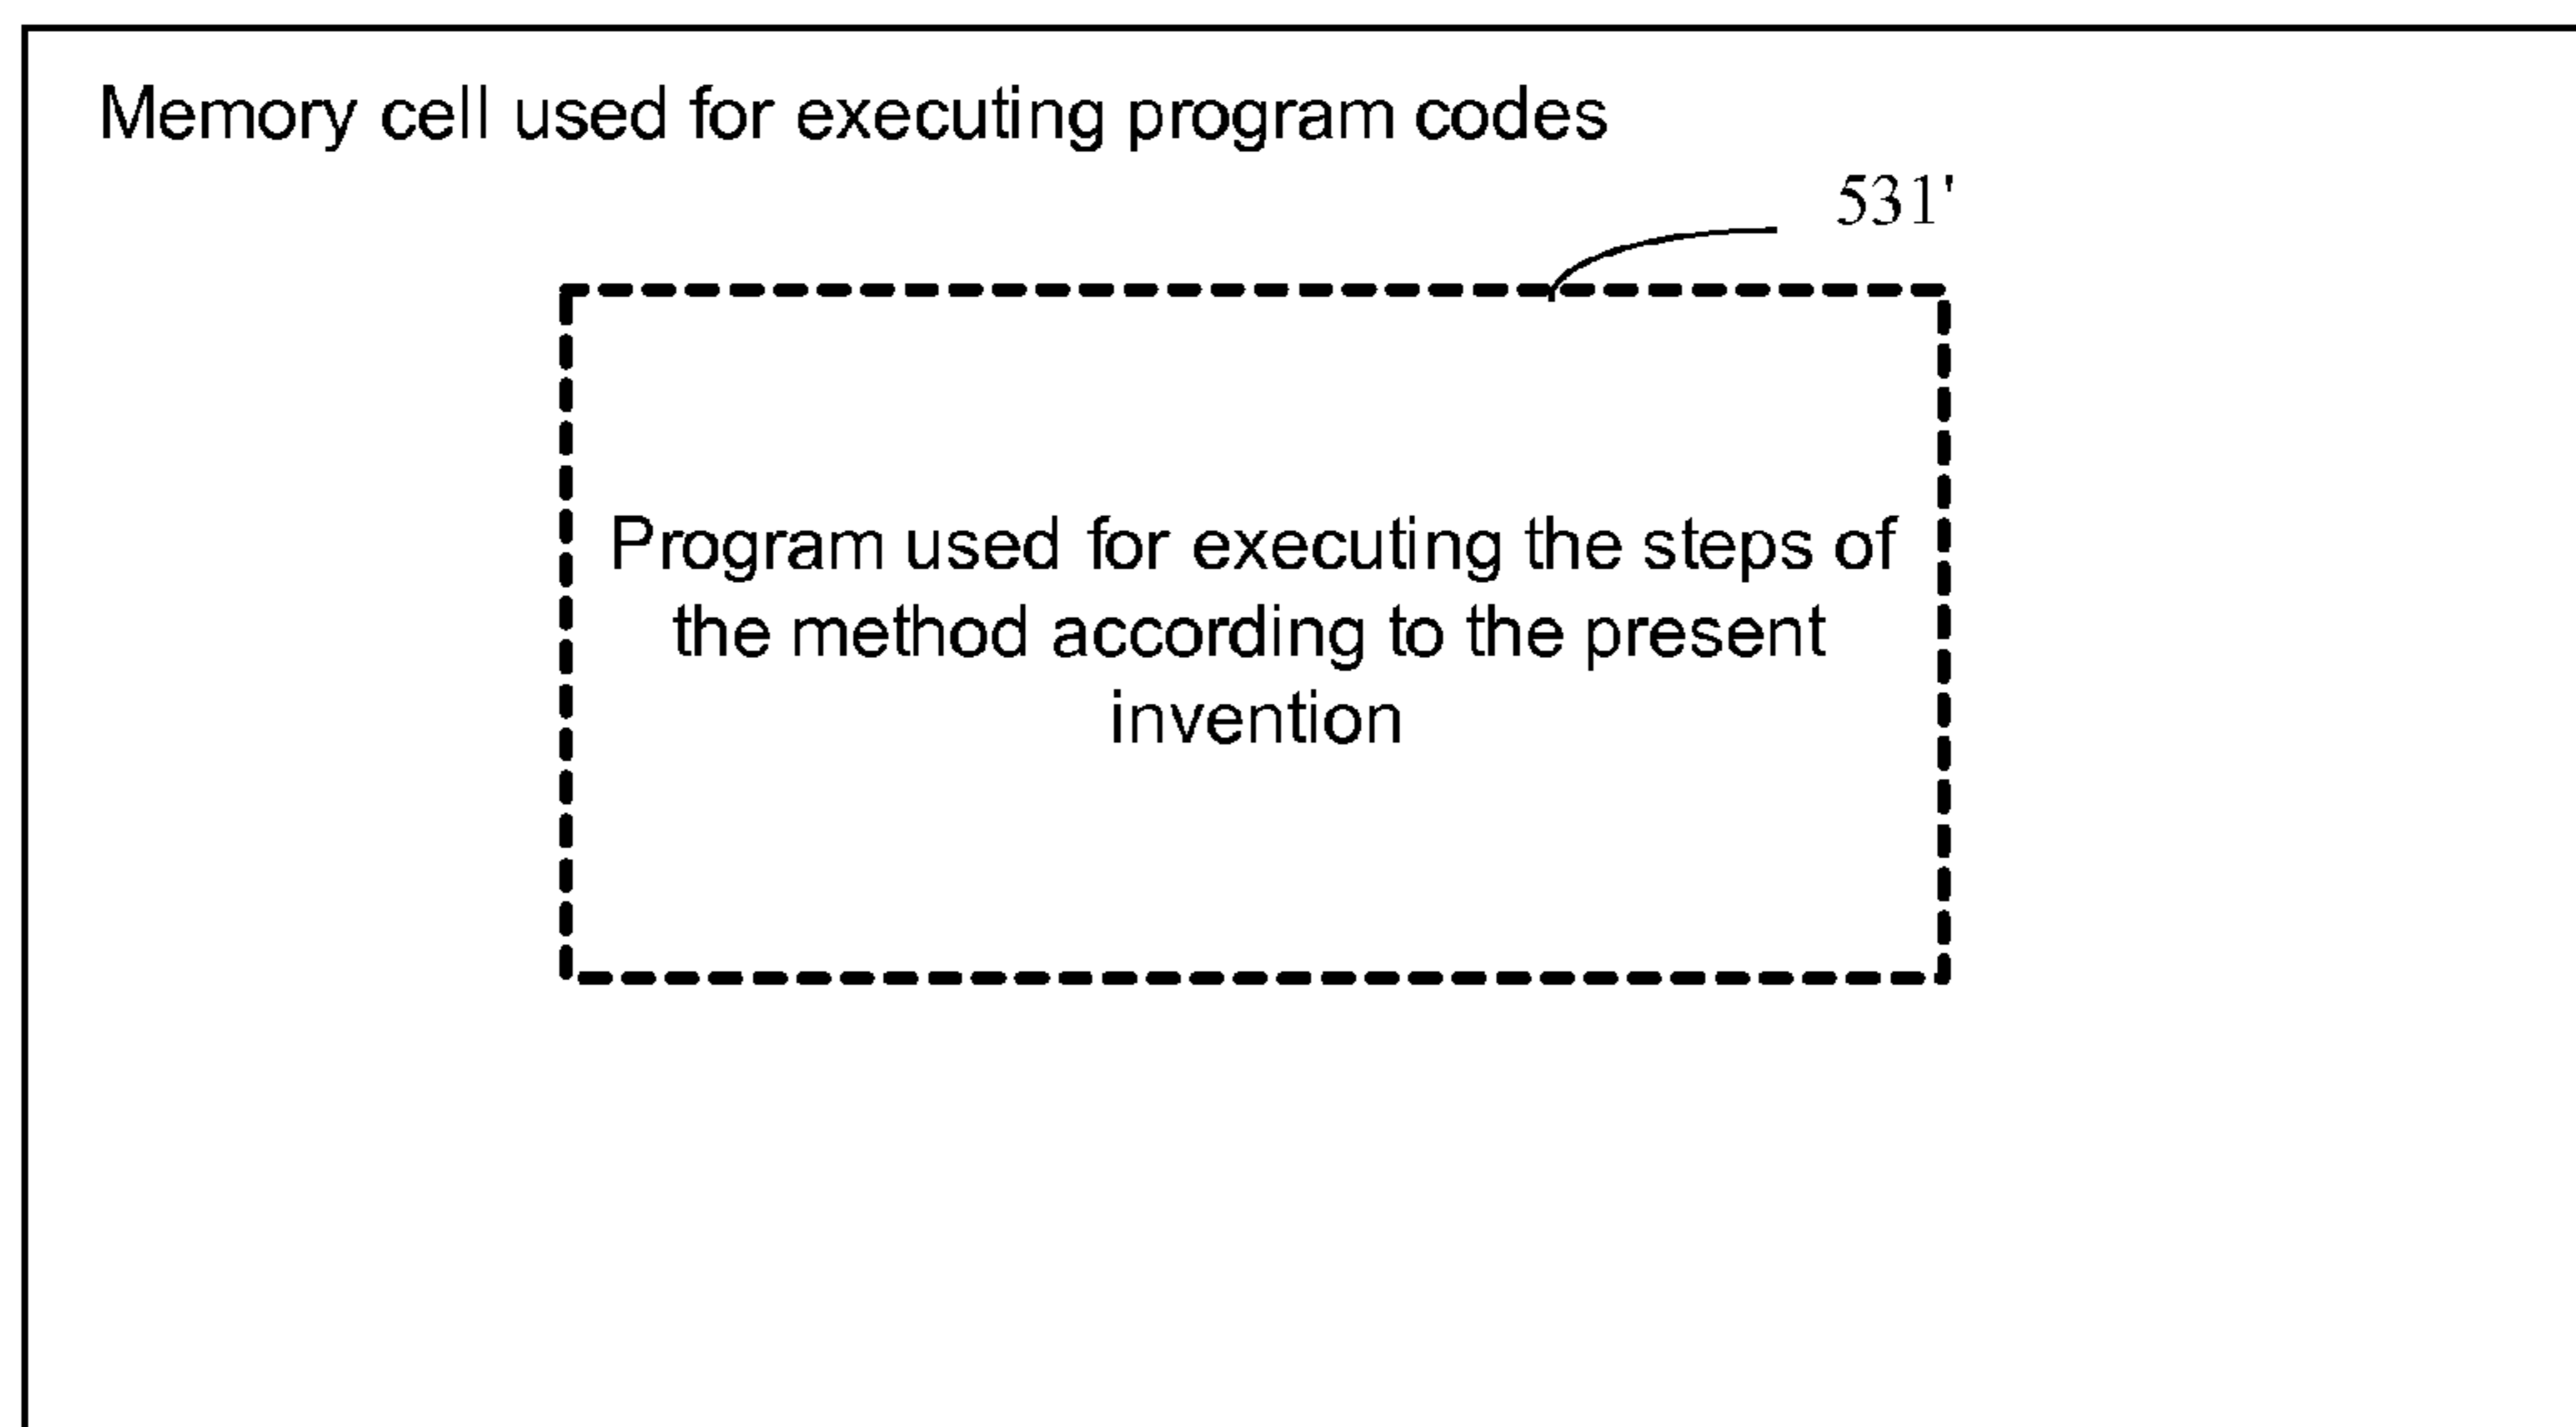 Memory cell used for executing program codes
531'
Program used for executing the steps of
the method according to the present
invention